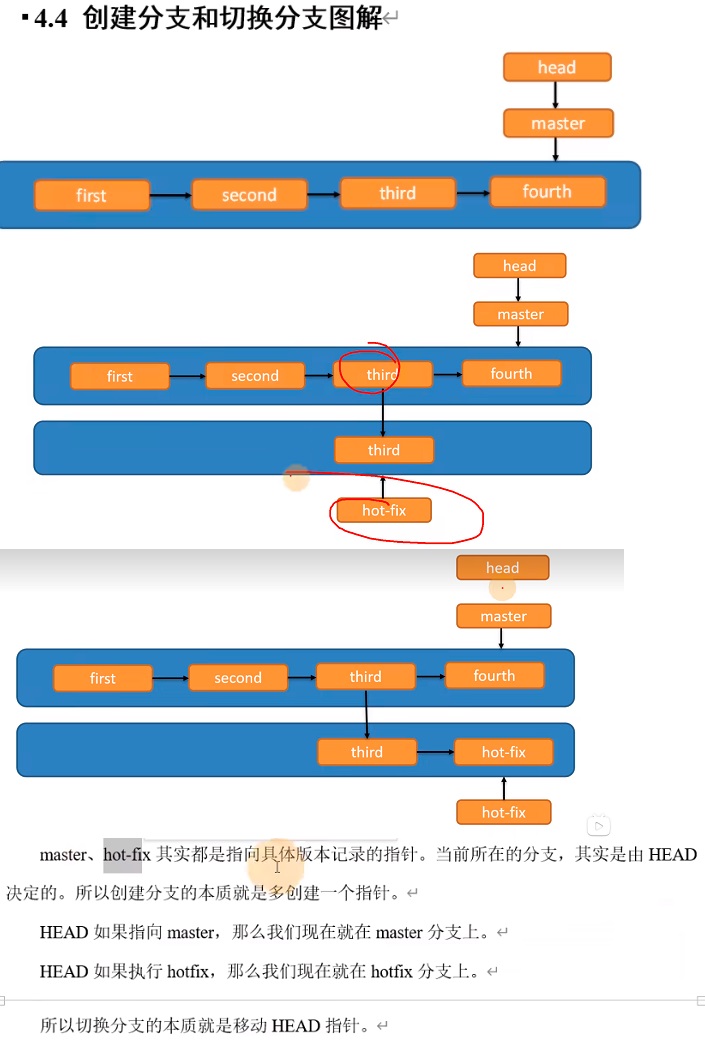 ▪ 4.4 创建分支和切换分支图解↵
head
master
first second third fourth
head
master
first second third fourth
third
hot-fix
head
master
first second third fourth
third hot-fix
hot-fix
master、hot-fix 其实都是指向具体版本记录的指针。当前所在的分支，其实是由 HEAD
决定的。所以创建分支的本质就是多创建一个指针。↵
HEAD 如果指向 master，那么我们现在就在 master 分支上。↵
HEAD 如果执行 hotfix，那么我们现在就在 hotfix 分支上。↵
所以切换分支的本质就是移动 HEAD 指针。↵